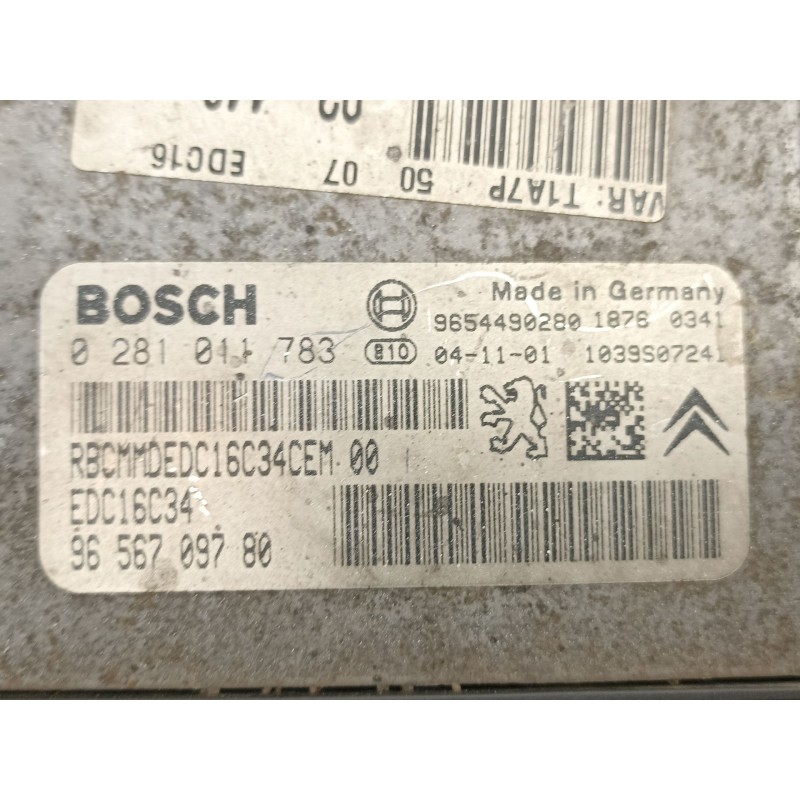 EDC16 07 50 VAR: T1A7P
BOSCH
Made in Germany
9654490280 1876 0341
0 281 011 783 810 04-11-01 1039S07241
RBCMMDEDC16C34CEM 00
EDC16C34
96 567 097 80